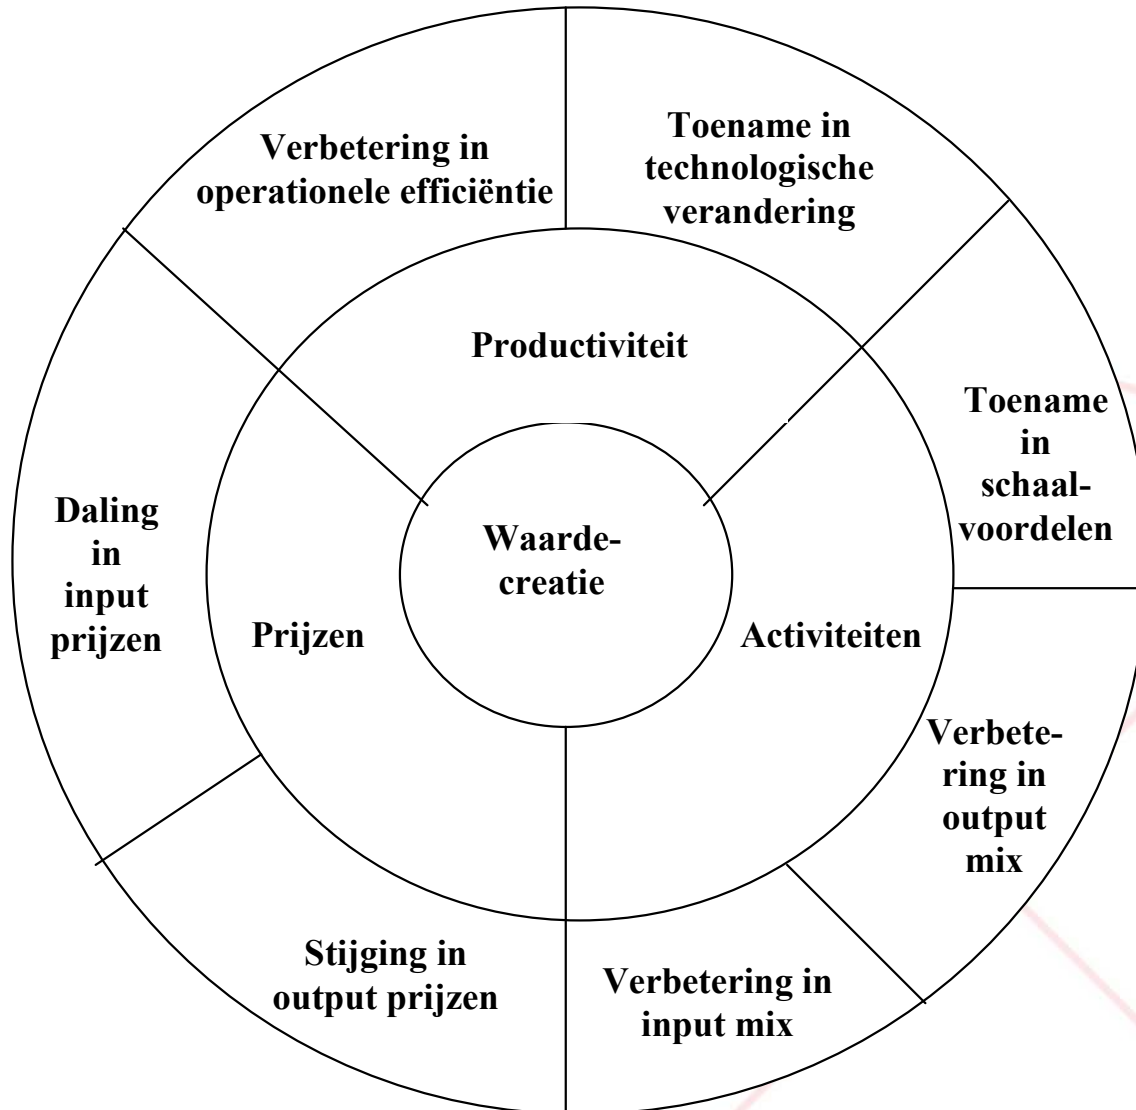 Verbetering in
operationele efficiëntie
Toename in
technologische
verandering
Productiviteit
Toename
in
schaal-
voordelen
Daling
in
input
prijzen
Waarde-
creatie
Prijzen
Activiteiten
Verbete-
ring in
output
mix
Stijging in
output prijzen
Verbetering in
input mix